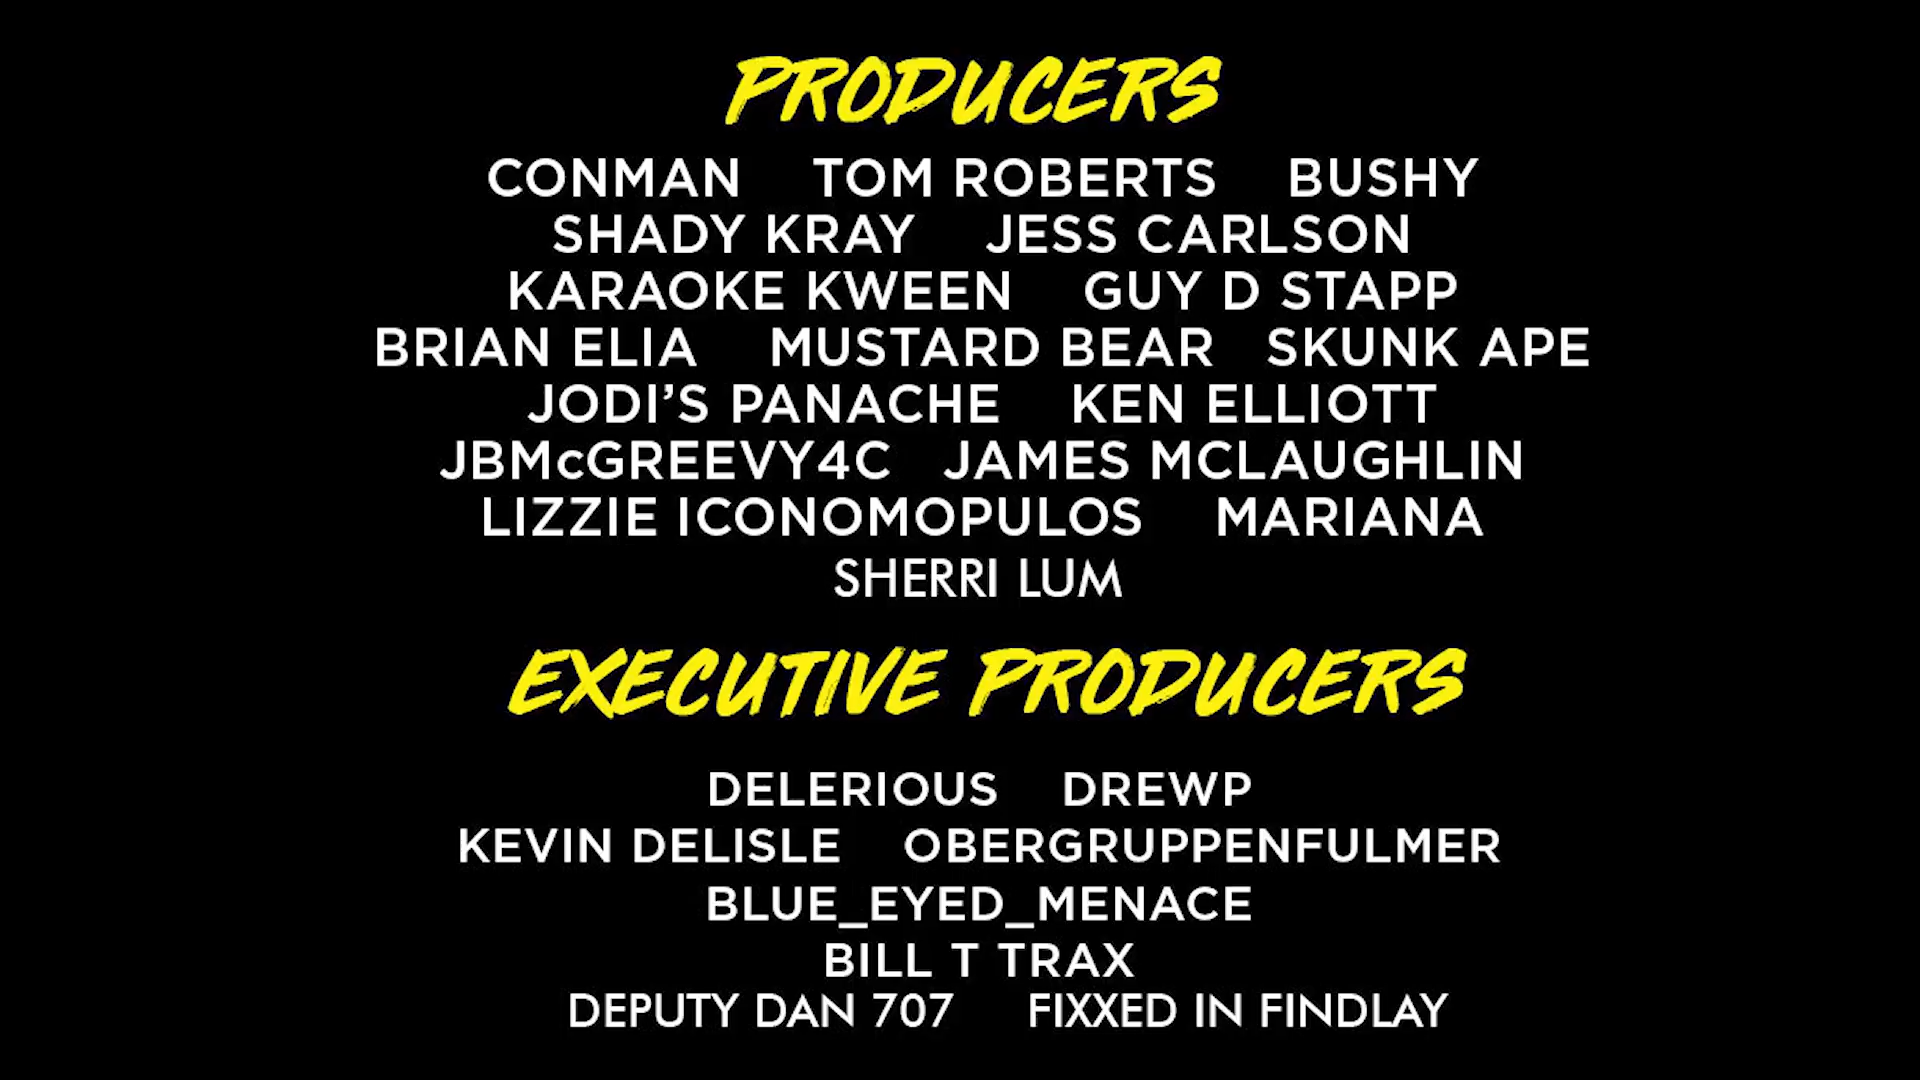 PRODUCERS
CONMAN TOM ROBERTS BUSHY
SHADY KRAY JESS CARLSON
KARAOKE KWEEN GUY D STAPP
BRIAN ELIA MUSTARD BEAR SKUNK APE
JODI’S PANACHE KEN ELLIOTT
JBMcGREEVY4C JAMES MCLAUGHLIN
LIZZIE ICONOMOPULOS MARIANA
SHERRI LUM
EXECUTIVE PRODUCERS
DELERIOUS DREWP
KEVIN DELISLE OBERGRUPPENFULMER
BLUE_EYED_MENACE
BILL T TRAX
DEPUTY DAN 707 FIXXED IN FINDLAY